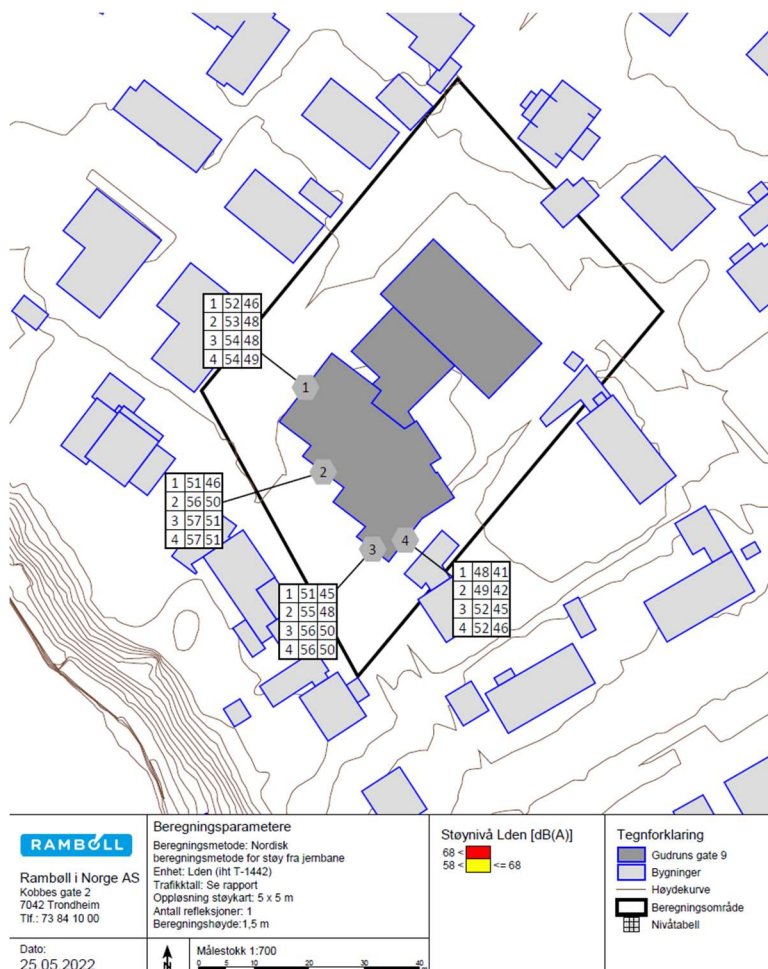 1 52 46
2 53 48
3 54 48
4 54 49
1
1 51 46
2 56 50
3 57 51
4 57 51
2
3
4
1 51 45
2 55 48
3 56 50
4 56 50
1 48 41
2 49 42
3 52 45
4 52 46
RAMBOLL
Rambøll i Norge AS
Kobbes gate 2
7042 Trondheim
Tlf.: 73 84 10 00
Dato:
25.05.2022
Beregningsparametere
Beregningsmetode: Nordisk
beregningsmetode for støy fra jernbane
Enhet: Lden (iht T-1442)
Trafikktall: Se rapport
Oppløsning støykart: 5 x 5 m
Antall refleksjoner: 1
Beregningshøyde:1,5 m
N
Målestokk 1:700
0 5 10 20 30 40
Støynivå Lden [dB(A)]
68 <
58 < <= 68
Tegnforklaring
Gudruns gate 9
Bygninger
Høydekurve
Beregningsområde
Nivåtabell